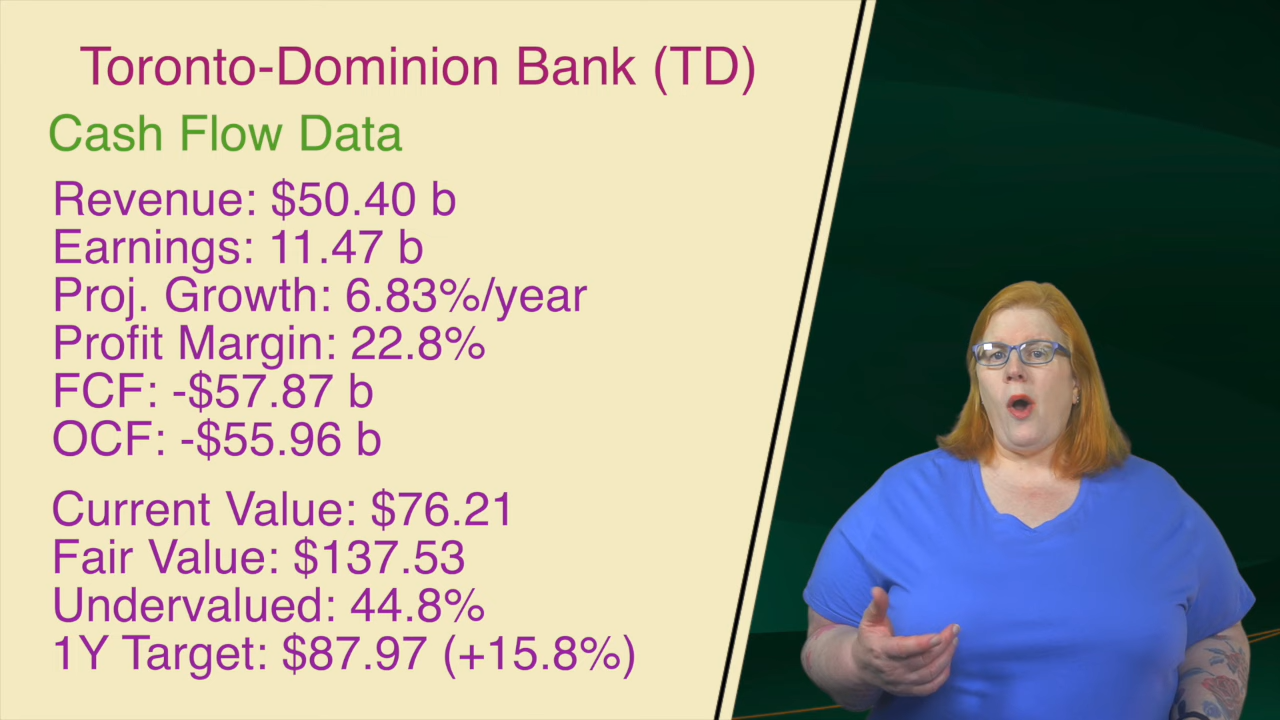 Toronto-Dominion Bank (TD)
Cash Flow Data
Revenue: $50.40 b
Earnings: 11.47 b
Proj. Growth: 6.83%/year
Profit Margin: 22.8%
FCF: -$57.87 b
OCF: -$55.96 b
Current Value: $76.21
Fair Value: $137.53
Undervalued: 44.8%
1Y Target: $87.97 (+15.8%)